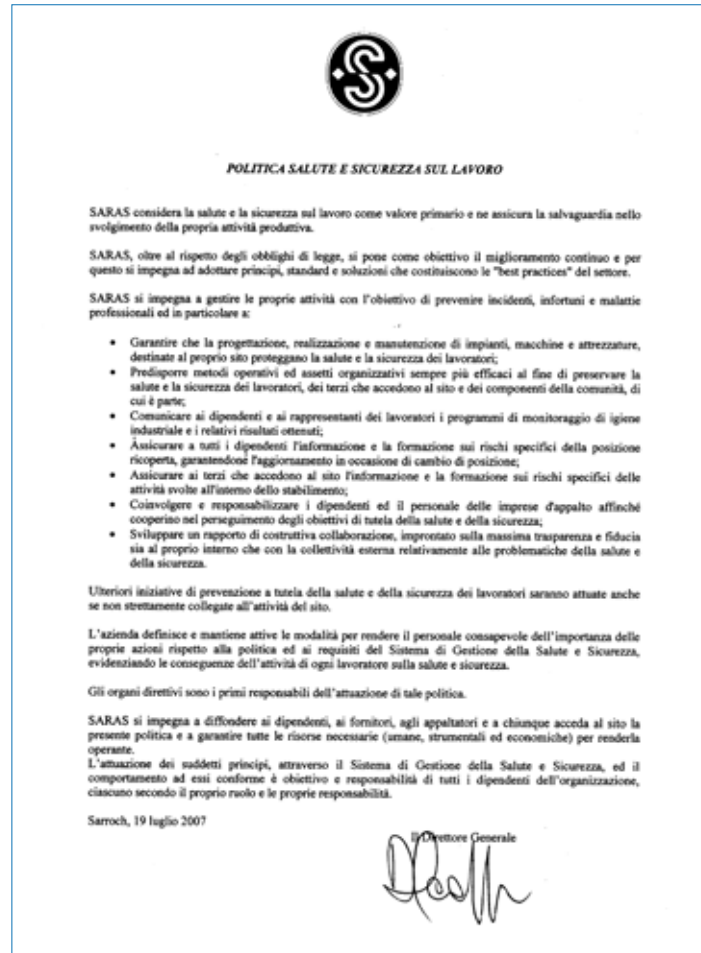 S
POLITICA SALUTE E SICUREZZA SUL LAVORO
SARAS considera la salute e la sicurezza sul lavoro come valore primario e ne assicura la salvaguardia nello
svolgimento della propria attività produttiva.
SARAS, oltre al rispetto degli obblighi di legge, si pone come obiettivo il miglioramento continuo e per
questo si impegna ad adottare principi, standard e soluzioni che costituiscono le "best practices" del settore.
SARAS si impegna a gestire le proprie attività con l'obiettivo di prevenire incidenti, infortuni e malattie
professionali ed in particolare a:
• Garantire che la progettazione, realizzazione e manutenzione di impianti, macchine e attrezzature,
destinate al proprio sito proteggano la salute e la sicurezza dei lavoratori;
• Predisporre metodi operativi ed assetti organizzativi sempre più efficaci al fine di preservare la
salute e la sicurezza dei lavoratori, dei terzi che accedono al sito e dei componenti della comunità, di
cui è parte;
• Comunicare ai dipendenti e ai rappresentanti dei lavoratori i programmi di monitoraggio di igiene
industriale e i relativi risultati ottenuti;
• Assicurare a tutti i dipendenti l'informazione e la formazione sui rischi specifici della posizione
ricoperta, garantendone l'aggiornamento in occasione di cambio di posizione;
• Assicurare ai terzi che accedono al sito l'informazione e la formazione sui rischi specifici delle
attività svolte all'interno dello stabilimento;
• Coinvolgere e responsabilizzare i dipendenti ed il personale delle imprese d'appalto affinché
cooperino nel perseguimento degli obiettivi di tutela della salute e della sicurezza;
• Sviluppare un rapporto di costruttiva collaborazione, improntato sulla massima trasparenza e fiducia
sia al proprio interno che con la collettività esterna relativamente alle problematiche della salute e
della sicurezza.
Ulteriori iniziative di prevenzione a tutela della salute e della sicurezza dei lavoratori saranno attuate anche
se non strettamente collegate all'attività del sito.
L'azienda definisce e mantiene attive le modalità per rendere il personale consapevole dell'importanza delle
proprie azioni rispetto alla politica ed ai requisiti del Sistema di Gestione della Salute e Sicurezza,
evidenziando le conseguenze dell'attività di ogni lavoratore sulla salute e sicurezza.
Gli organi direttivi sono i primi responsabili dell'attuazione di tale politica.
SARAS si impegna a diffondere ai dipendenti, ai fornitori, agli appaltatori e a chiunque acceda al sito la
presente politica e a garantire tutte le risorse necessarie (umane, strumentali ed economiche) per renderla
operante.
L'attuazione dei suddetti principi, attraverso il Sistema di Gestione della Salute e Sicurezza, ed il
comportamento ad essi conforme è obiettivo e responsabilità di tutti i dipendenti dell'organizzazione,
ciascuno secondo il proprio ruolo e le proprie responsabilità.
Sarroch, 19 luglio 2007
Il Direttore Generale